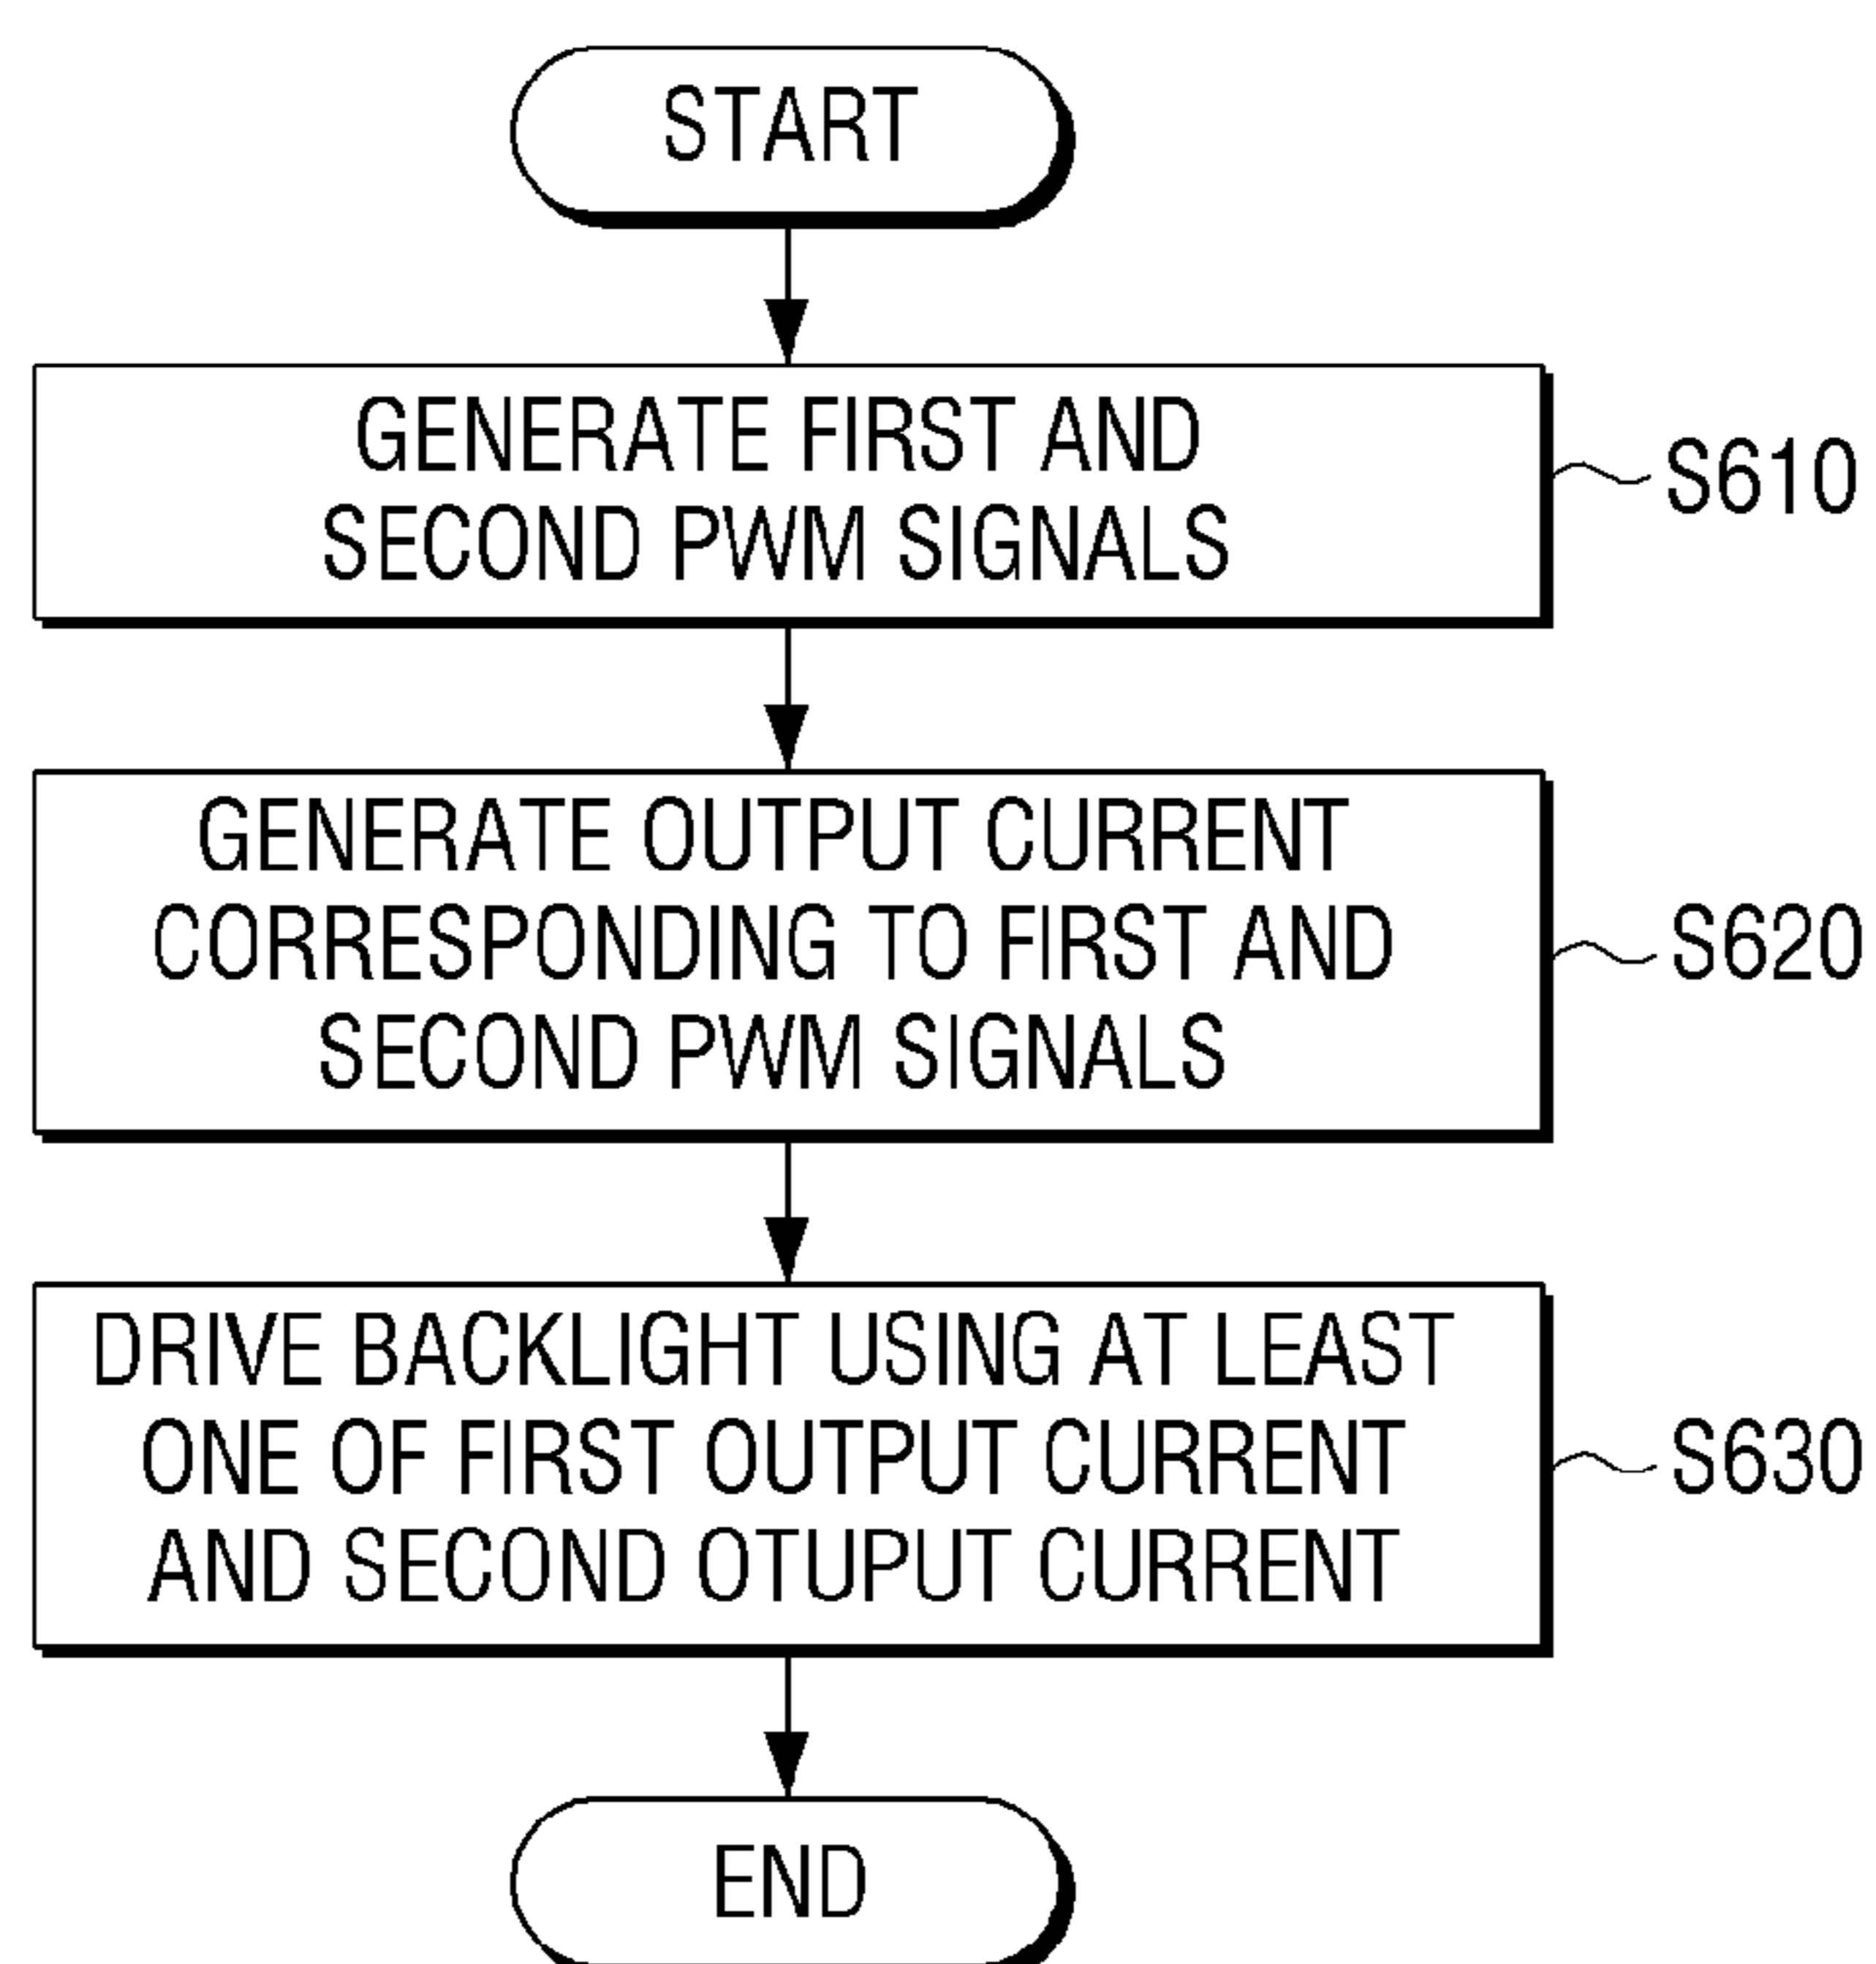 START
GENERATE FIRST AND
SECOND PWM SIGNALS
S610
GENERATE OUTPUT CURRENT
CORRESPONDING TO FIRST AND
SECOND PWM SIGNALS
S620
DRIVE BACKLIGHT USING AT LEAST
ONE OF FIRST OUTPUT CURRENT
AND SECOND OTUPUT CURRENT
S630
END